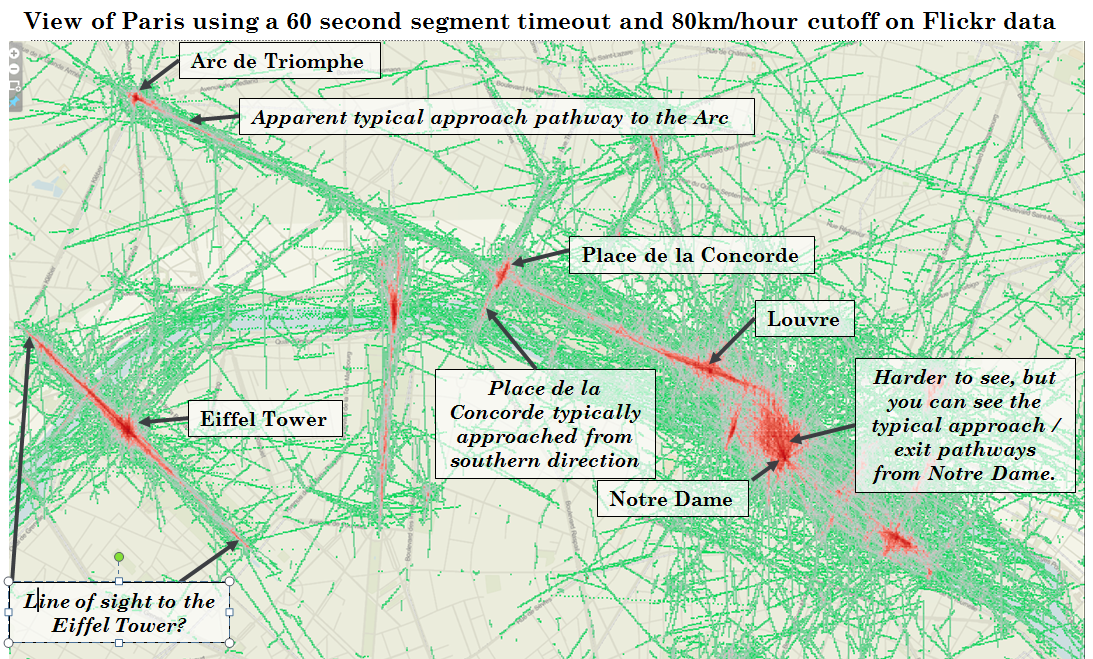 View of Paris using a 60 second segment timeout and 80km/hour cutoff on Flickr data
Arc de Triomphe
Apparent typical approach pathway to the Arc
Place de la Concorde
Louvre
Place de la
Concorde typically
approached from
southern direction
Harder to see, but
you can see the
typical approach /
exit pathways
from Notre Dame.
Eiffel Tower
Notre Dame
Line of sight to the
Eiffel Tower?